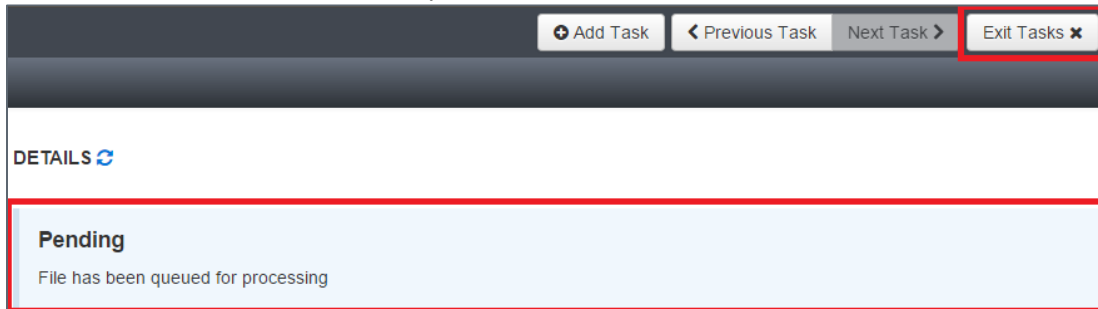 Add Task Previous Task Next Task Exit Tasks
DETAILS
Pending
File has been queued for processing